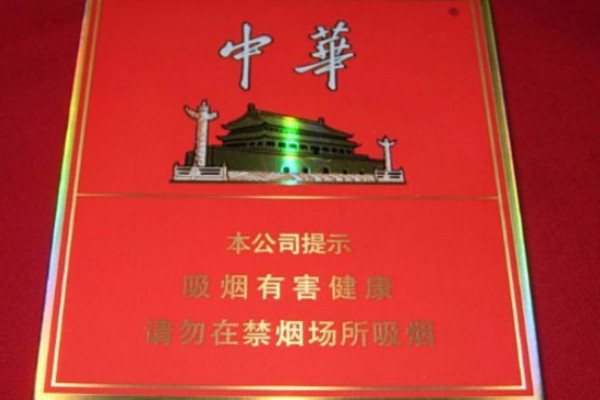 中華
本公司提示
吸烟有害健康
请勿在禁烟场所吸烟